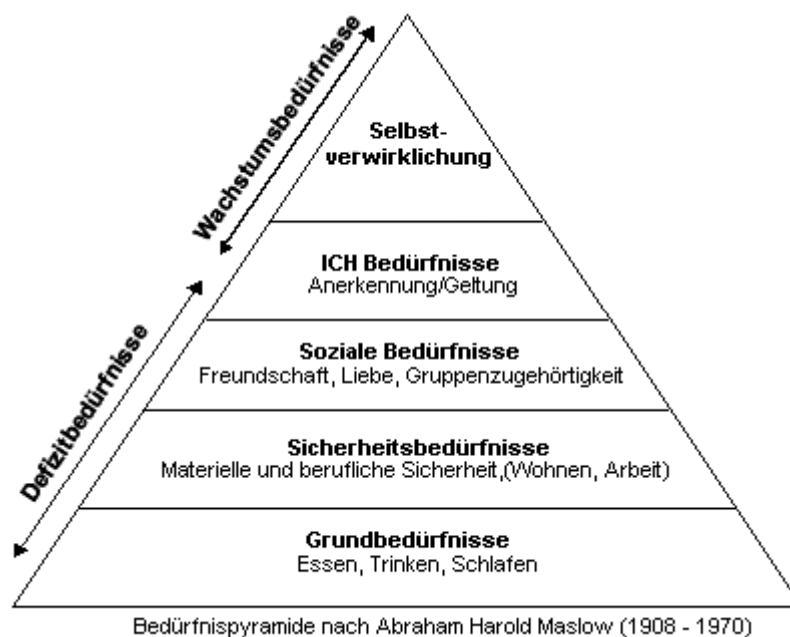 Wachstumsbedürfnisse
Defizitbedürfnisse
Selbst-
verwirklichung
ICH Bedürfnisse
Anerkennung/Geltung
Soziale Bedürfnisse
Freundschaft, Liebe, Gruppenzugehörtigkeit
Sicherheitsbedürfnisse
Materielle und berufliche Sicherheit,(Wohnen, Arbeit)
Grundbedürfnisse
Essen, Trinken, Schlafen
Bedürfnispyramide nach Abraham Harold Maslow (1908 - 1970)